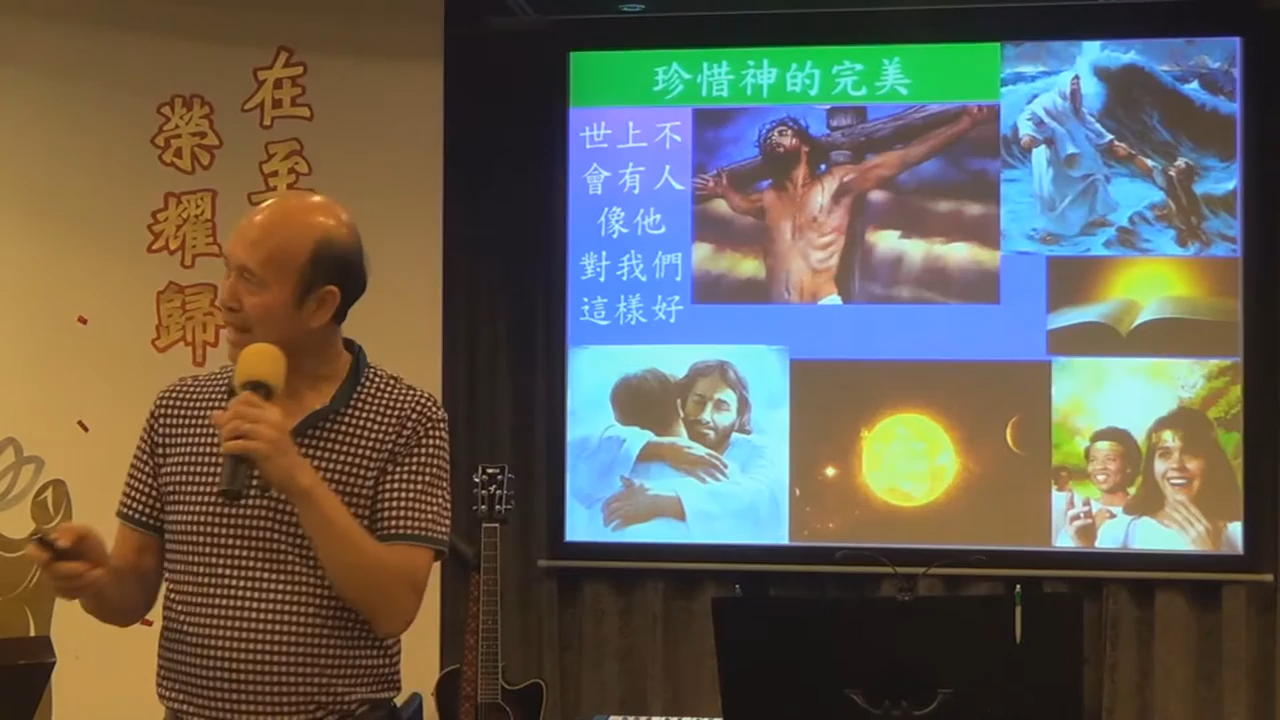 在至
榮耀歸
珍惜神的完美
世上不
會有人
像他
對我們
這樣好